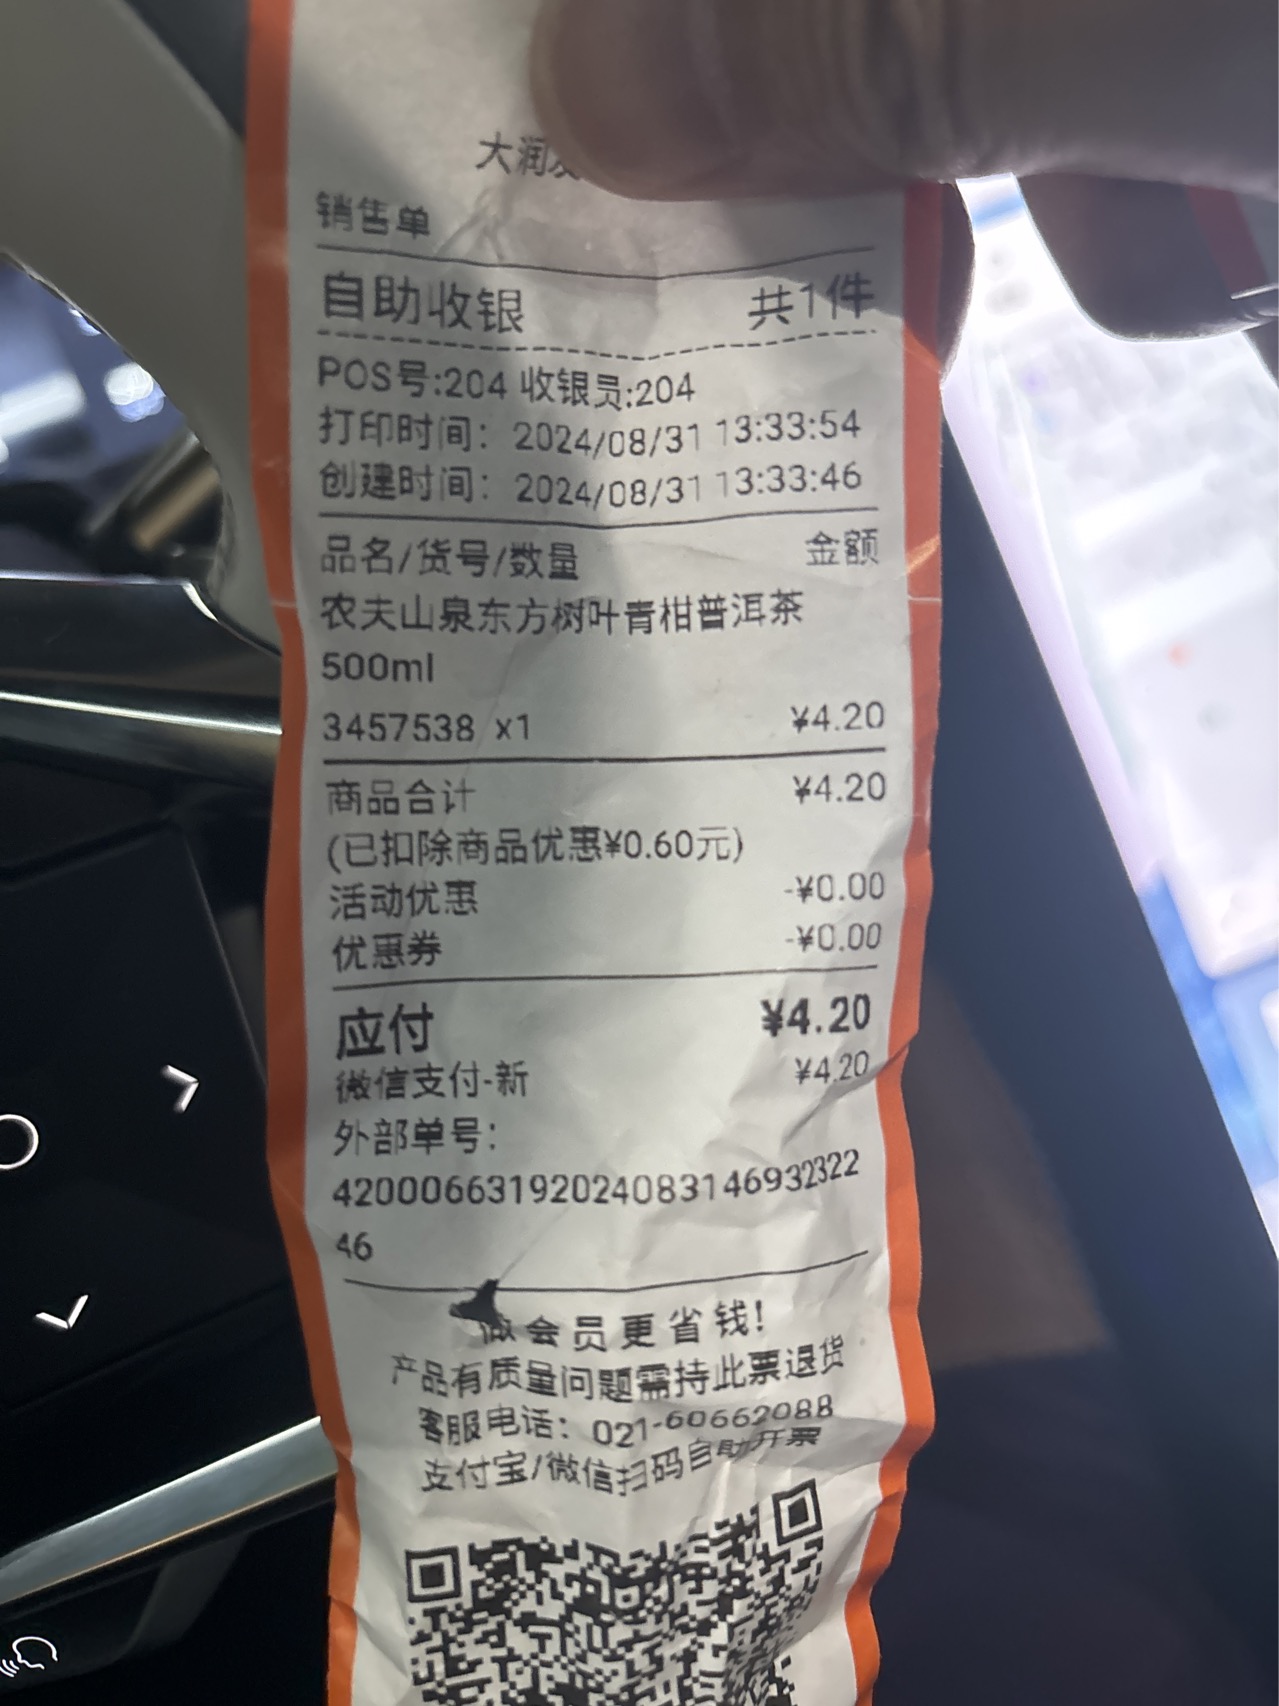 大润发
销售单
自助收银 共1件
POS号:204 收银员:204
打印时间: 2024/08/31 13:33:54
创建时间: 2024/08/31 13:33:46
品名/货号/数量 金额
农夫山泉东方树叶青柑普洱茶
500ml
3457538 x1 ¥4.20
商品合计 ¥4.20
(已扣除商品优惠¥0.60元)
活动优惠 -¥0.00
优惠券 -¥0.00
应付 ¥4.20
微信支付-新 ¥4.20
外部单号:
42000663192024083146932322
46
做会员更省钱!
产品有质量问题需持此票退货
客服电话: 021-60662088
支付宝/微信扫码自助开票